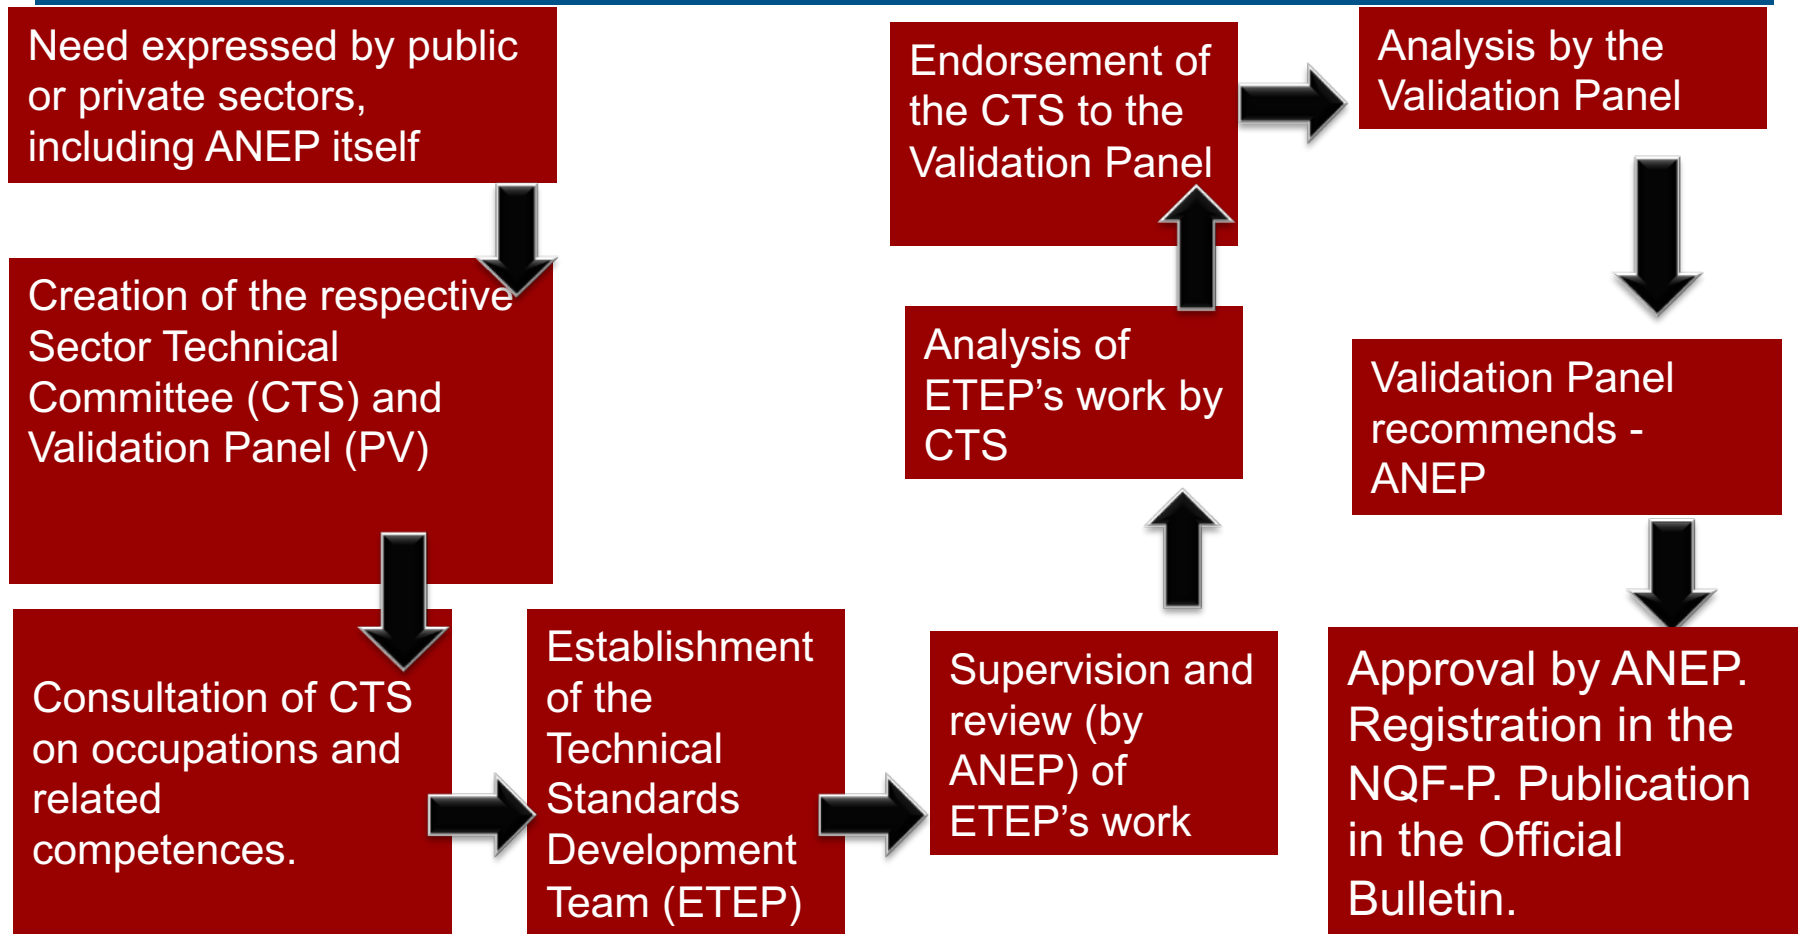 Need expressed by public
or private sectors,
including ANEP itself
Creation of the respective
Sector Technical
Committee (CTS) and
Validation Panel (PV)
Consultation of CTS
on occupations and
related
competences.
Establishment
of the
Technical
Standards
Development
Team (ETEP)
Supervision and
review (by
ANEP) of
ETEP’s work
Analysis of
ETEP’s work by
CTS
Endorsement of
the CTS to the
Validation Panel
Analysis by the
Validation Panel
Validation Panel
recommends -
ANEP
Approval by ANEP.
Registration in the
NQF-P. Publication
in the Official
Bulletin.